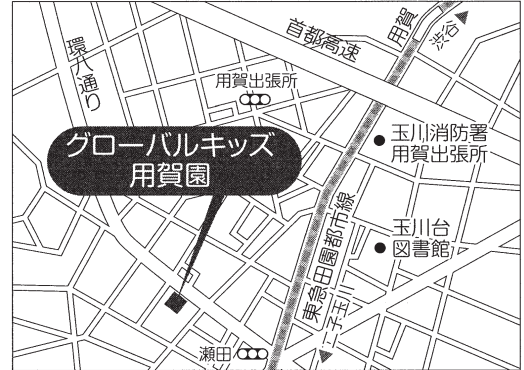 環八通り
首都高速
用賀
渋谷
用賀出張所
グローバルキッズ
用賀園
玉川消防署
用賀出張所
東急田園都市線
玉川台
図書館
二子玉川
瀬田